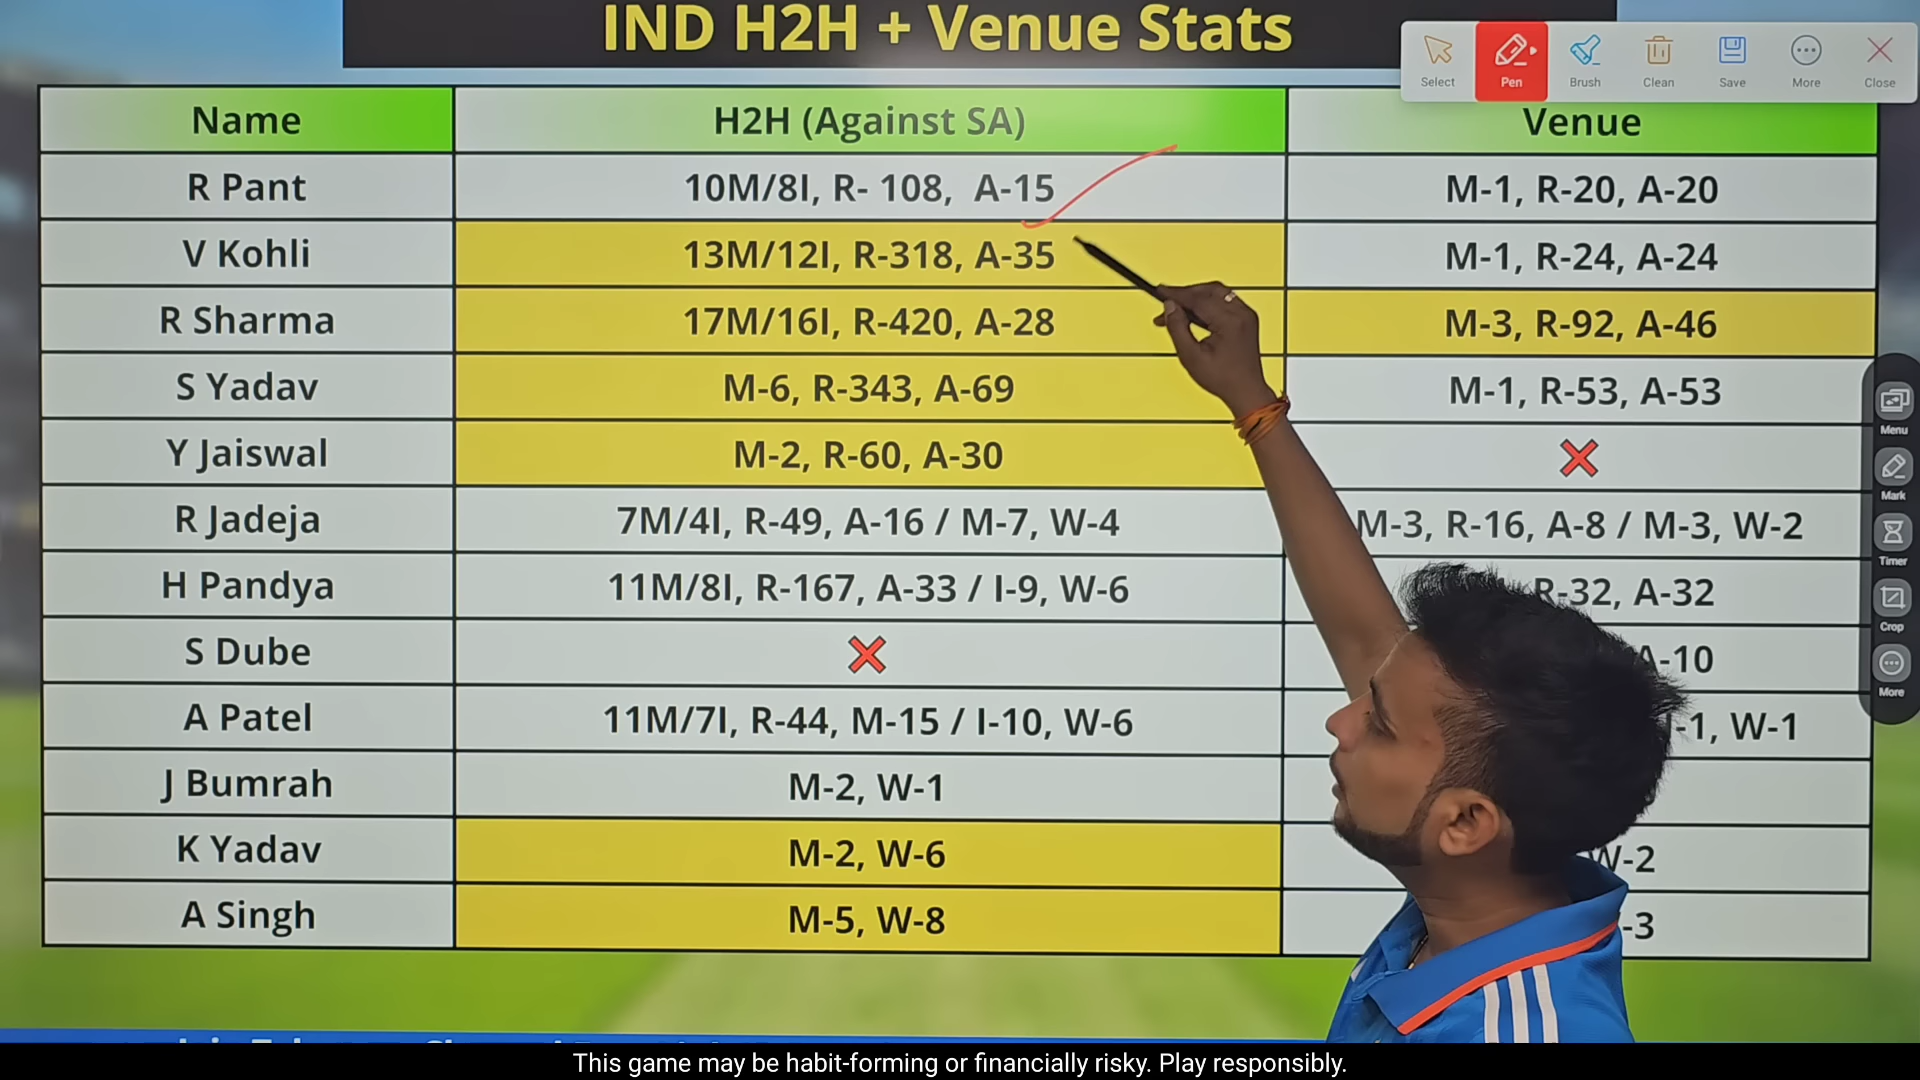 IND H2H + Venue Stats
Select Pen Brush Clean Save More Close
Name H2H (Against SA) Venue
R Pant 10M/8I, R- 108, A-15 M-1, R-20, A-20
V Kohli 13M/12I, R-318, A-35 M-1, R-24, A-24
R Sharma 17M/16I, R-420, A-28 M-3, R-92, A-46
S Yadav M-6, R-343, A-69 M-1, R-53, A-53
Y Jaiswal M-2, R-60, A-30
R Jadeja 7M/4I, R-49, A-16 / M-7, W-4 M-3, R-16, A-8 / M-3, W-2
H Pandya 11M/8I, R-167, A-33 / I-9, W-6 R-32, A-32
S Dube A-10
A Patel 11M/7I, R-44, M-15 / I-10, W-6 -1, W-1
J Bumrah M-2, W-1
K Yadav M-2, W-6 W-2
A Singh M-5, W-8 -3
Menu
Mark
Timer
Crop
More
This game may be habit-forming or financially risky. Play responsibly.